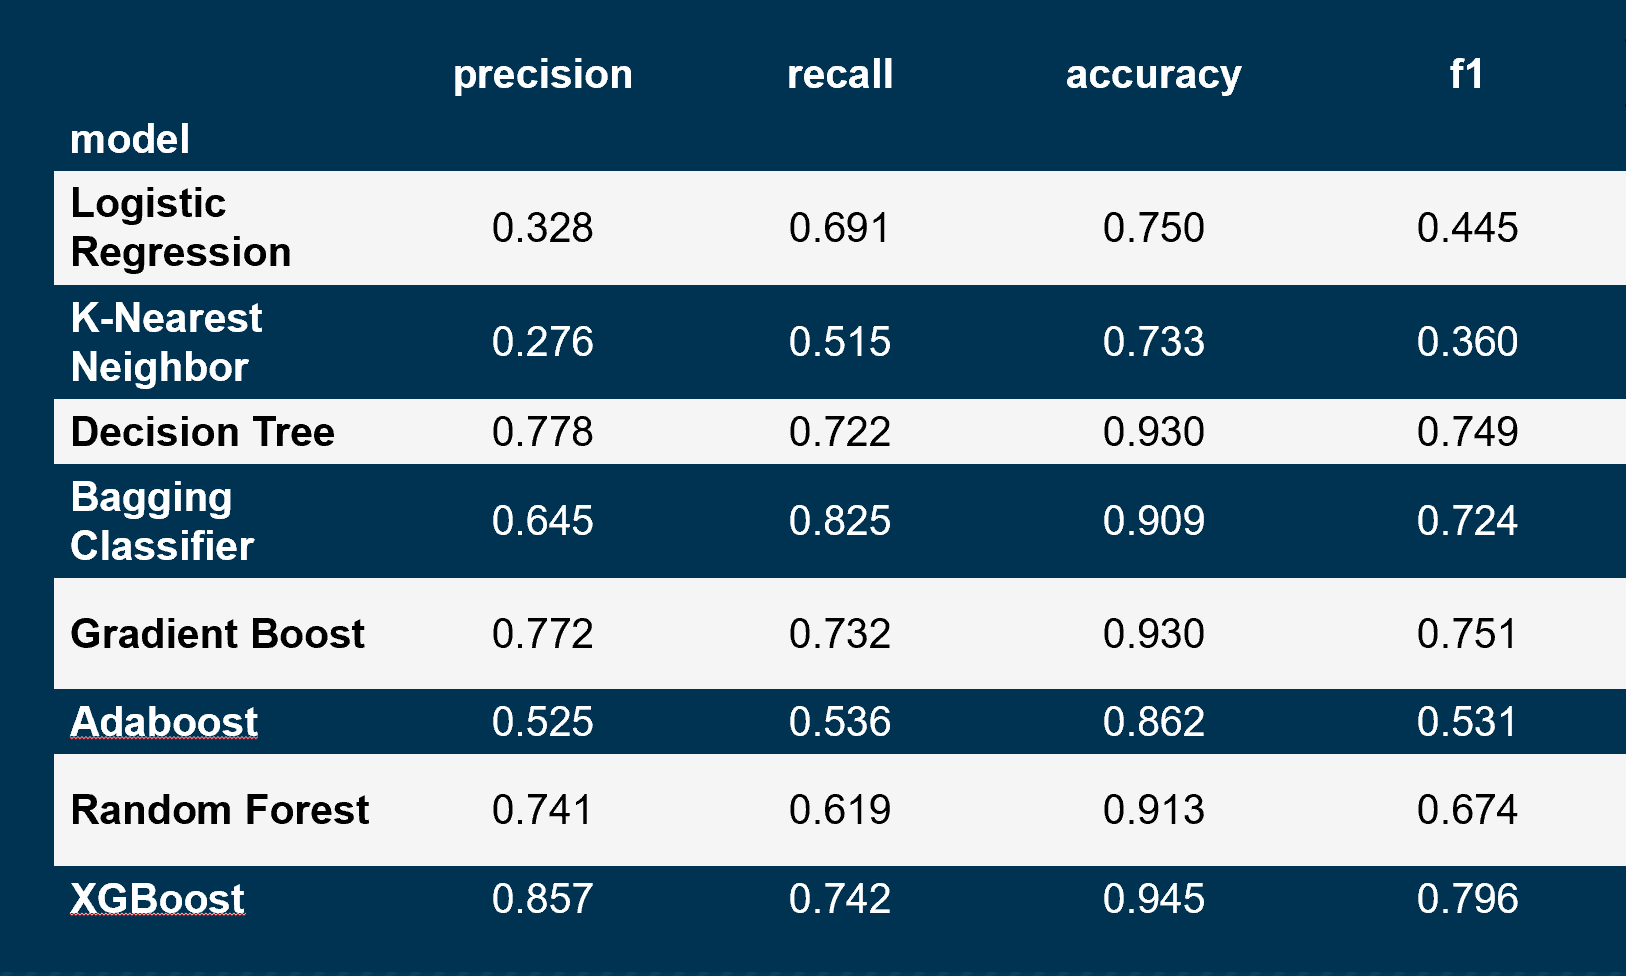 precision recall accuracy f1
model
Logistic
Regression 0.328 0.691 0.750 0.445
K-Nearest
Neighbor 0.276 0.515 0.733 0.360
Decision Tree 0.778 0.722 0.930 0.749
Bagging
Classifier 0.645 0.825 0.909 0.724
Gradient Boost 0.772 0.732 0.930 0.751
Adaboost 0.525 0.536 0.862 0.531
Random Forest 0.741 0.619 0.913 0.674
XGBoost 0.857 0.742 0.945 0.796